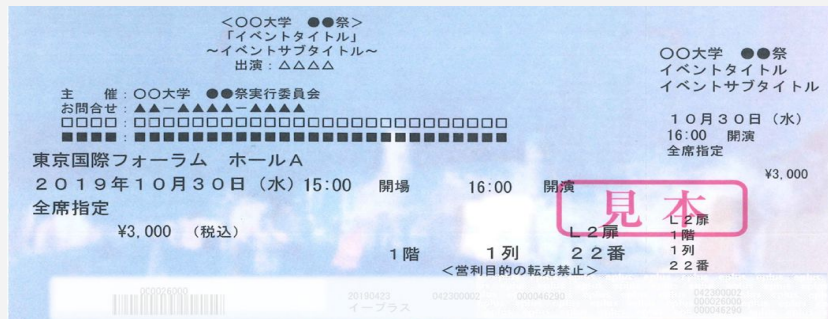 <〇〇大学 ●●祭>
「イベントタイトル」
～イベントサブタイトル～
出演：△△△△
主 催：〇〇大学 ●●祭実行委員会
お問合せ：▲▲－▲▲▲▲－▲▲▲▲
□□□□：□□□□□□□□□□□□□□□□□□□□□□□□□□□□
■■■■：■■■■■■■■■■■■■■■■■■■■■■■■■■■■
東京国際フォーラム ホールA
2019年10月30日（水）15:00 開場 16:00 開演
全席指定
¥3,000 （税込）
L2扉
1階 1列 22番
<営利目的の転売禁止>
見本
〇〇大学 ●●祭
イベントタイトル
イベントサブタイトル
10月30日（水）
16:00 開演
全席指定
¥3,000
L2扉
1階
1列
22番
000026000
20190423 042300002 000046290
イープラス
042300002
000026000
000046290